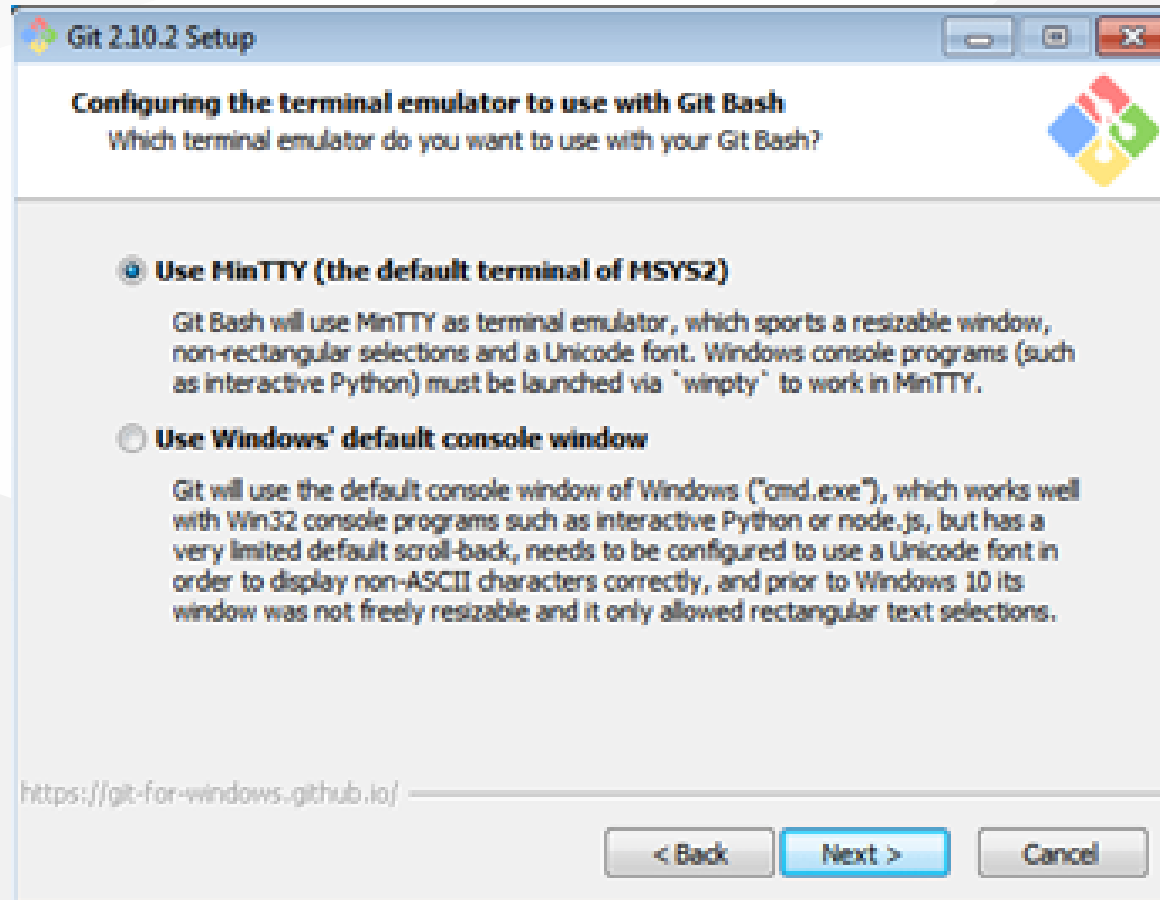 Git 2.10.2 Setup
Configuring the terminal emulator to use with Git Bash
Which terminal emulator do you want to use with your Git Bash?
Use MinTTY (the default terminal of MSYS2)
Git Bash will use MinTTY as terminal emulator, which sports a resizable window,
non-rectangular selections and a Unicode font. Windows console programs (such
as interactive Python) must be launched via `winpty` to work in MinTTY.
Use Windows' default console window
Git will use the default console window of Windows ("cmd.exe"), which works well
with Win32 console programs such as interactive Python or node.js, but has a
very limited default scroll-back, needs to be configured to use a Unicode font in
order to display non-ASCII characters correctly, and prior to Windows 10 its
window was not freely resizable and it only allowed rectangular text selections.
https://git-for-windows.github.io/
< Back Next > Cancel